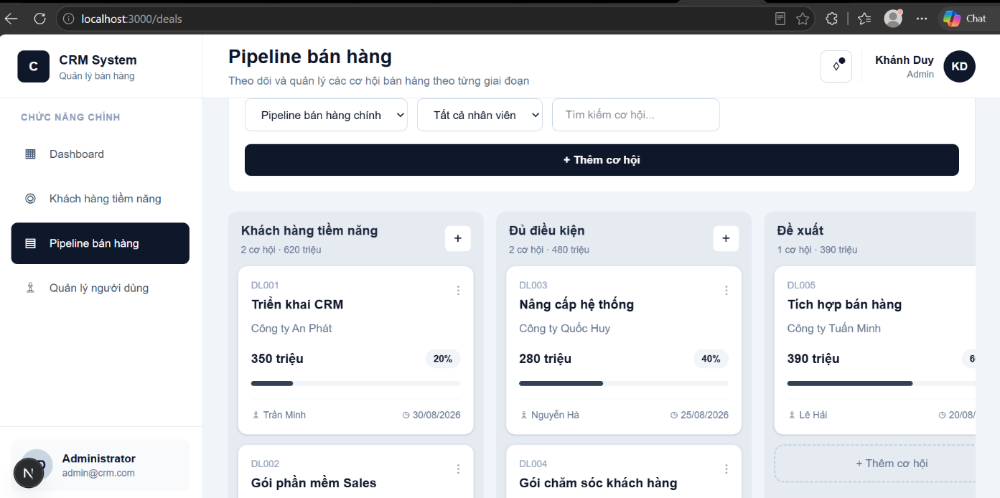 localhost:3000/deals
Chat
C
CRM System
Quản lý bán hàng
Pipeline bán hàng
Theo dõi và quản lý các cơ hội bán hàng theo từng giai đoạn
Khánh Duy
Admin
KD
CHỨC NĂNG CHÍNH
Dashboard
Khách hàng tiềm năng
Pipeline bán hàng
Quản lý người dùng
Administrator
admin@crm.com
N
Pipeline bán hàng chính
Tất cả nhân viên
Tìm kiếm cơ hội...
+ Thêm cơ hội
Khách hàng tiềm năng
2 cơ hội · 620 triệu
+
DL001
Triển khai CRM
Công ty An Phát
350 triệu
20%
Trần Minh
30/08/2026
DL002
Gói phần mềm Sales
Đủ điều kiện
2 cơ hội · 480 triệu
+
DL003
Nâng cấp hệ thống
Công ty Quốc Huy
280 triệu
40%
Nguyễn Hà
25/08/2026
DL004
Gói chăm sóc khách hàng
Đề xuất
1 cơ hội · 390 triệu
DL005
Tích hợp bán hàng
Công ty Tuấn Minh
390 triệu
Lê Hải
20/08/
+ Thêm cơ hội